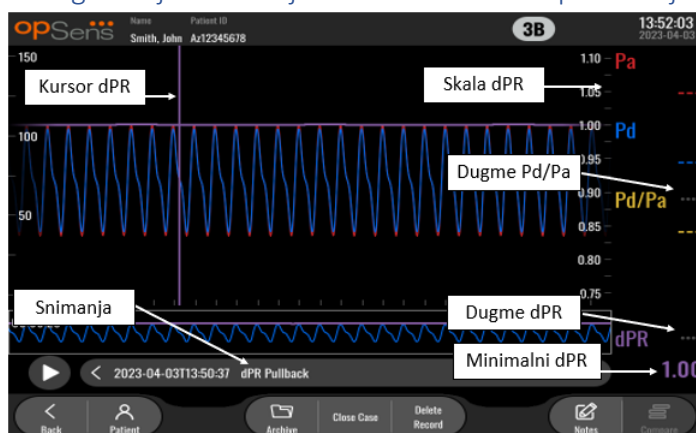 opSens
Name
Smith, John
Patient ID
Az12345678
3B
13:52:03
2023-04-03
150
100
50
Kursor dPR
Skala dPR
1.10
1.05
1.00
0.95
0.90
0.85
0.80
0.75
Pa
Pd
Dugme Pd/Pa
Pd/Pa
Snimanja
Dugme dPR
dPR
Minimalni dPR
1.00
2023-04-03T13:50:37 dPR Pullback
Back
Patient
Archive
Close Case
Delete
Record
Notes
Compare